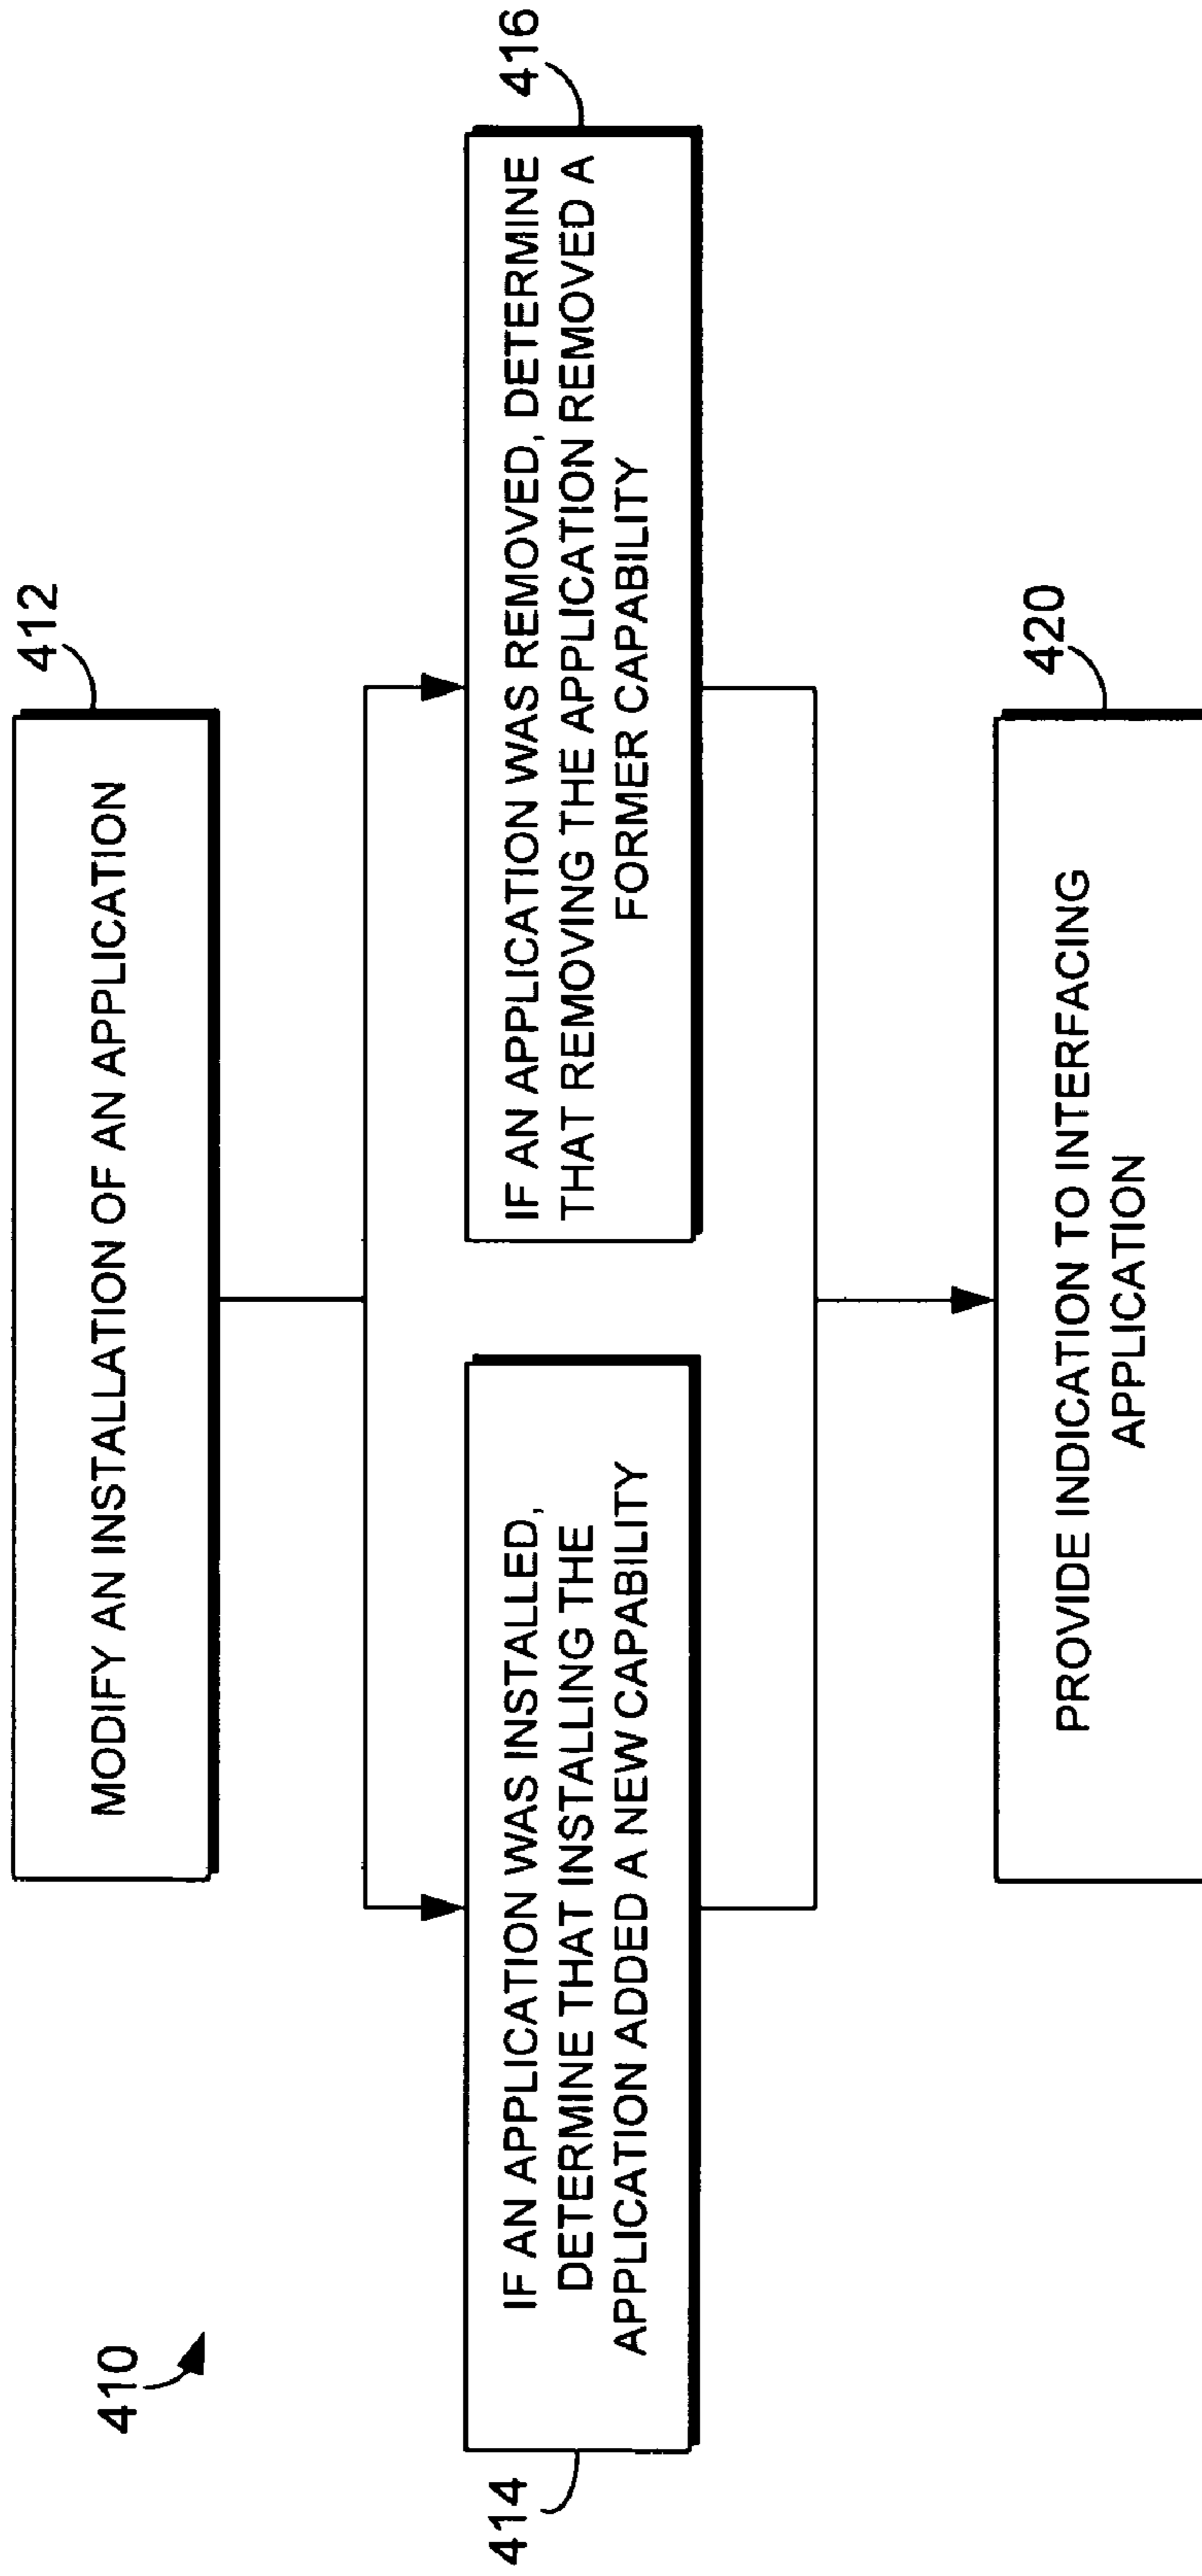 410
412
MODIFY AN INSTALLATION OF AN APPLICATION
414
IF AN APPLICATION WAS INSTALLED,
DETERMINE THAT INSTALLING THE
APPLICATION ADDED A NEW CAPABILITY
416
IF AN APPLICATION WAS REMOVED, DETERMINE
THAT REMOVING THE APPLICATION REMOVED A
FORMER CAPABILITY
420
PROVIDE INDICATION TO INTERFACING
APPLICATION